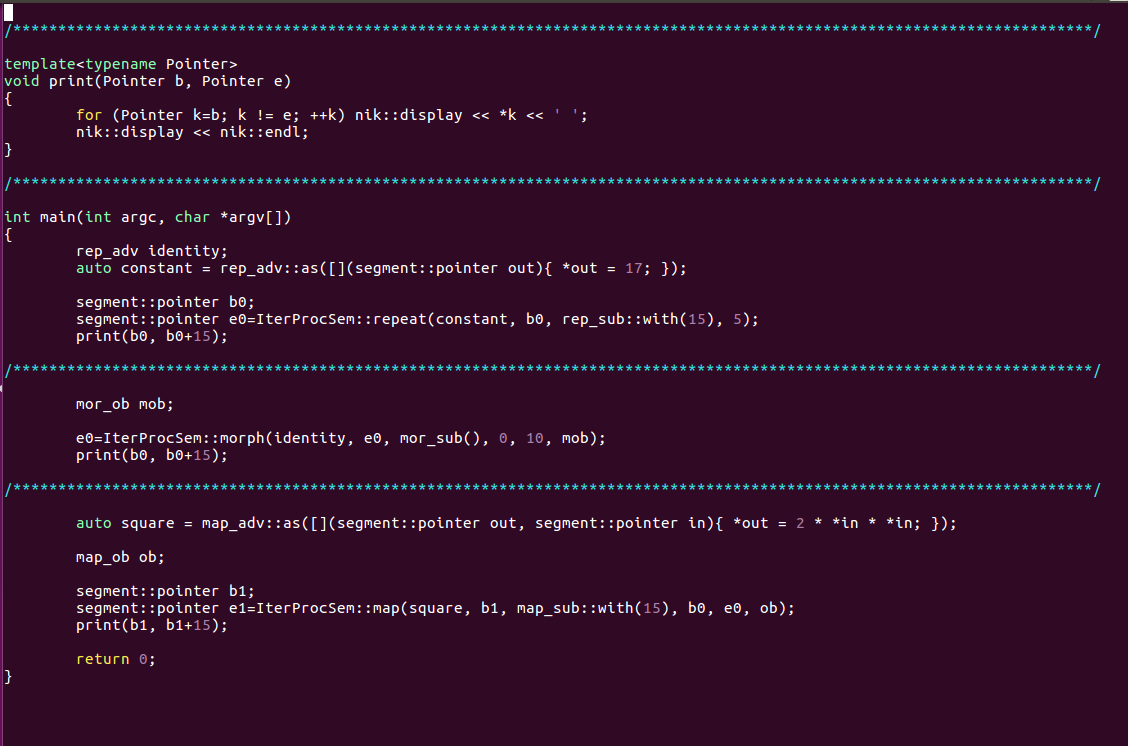 /************************************************************************************************************************/
template<typename Pointer>
void print(Pointer b, Pointer e)
{
for (Pointer k=b; k != e; ++k) nik::display << *k << ' ';
nik::display << nik::endl;
}
/************************************************************************************************************************/
int main(int argc, char *argv[])
{
rep_adv identity;
auto constant = rep_adv::as([](segment::pointer out){ *out = 17; });
segment::pointer b0;
segment::pointer e0=IterProcSem::repeat(constant, b0, rep_sub::with(15), 5);
print(b0, b0+15);
/************************************************************************************************************************/
mor_ob mob;
e0=IterProcSem::morph(identity, e0, mor_sub(), 0, 10, mob);
print(b0, b0+15);
/************************************************************************************************************************/
auto square = map_adv::as([](segment::pointer out, segment::pointer in){ *out = 2 * *in * *in; });
map_ob ob;
segment::pointer b1;
segment::pointer e1=IterProcSem::map(square, b1, map_sub::with(15), b0, e0, ob);
print(b1, b1+15);
return 0;
}